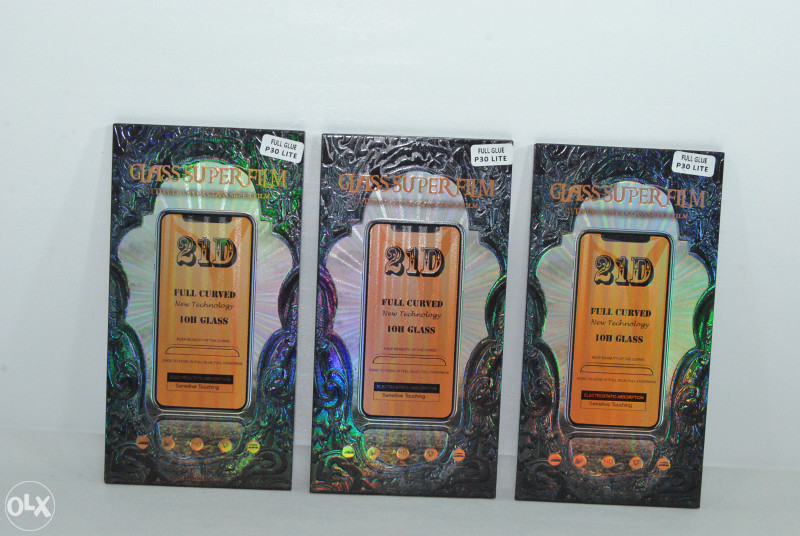 FULL GLUE
P30 LITE
GLASS SUPER FILM
21D
FULL CURVED
New Technology
10H GLASS
Sensitive Touching
FULL GLUE
P30 LITE
GLASS SUPER FILM
21D
FULL CURVED
New Technology
10H GLASS
ELECTROSTATIC ABSORPTION
Sensitive Touching
FULL GLUE
P30 LITE
GLASS SUPER FILM
21D
FULL CURVED
New Technology
10H GLASS
ELECTROSTATIC ABSORPTION
Sensitive Touching
OLX